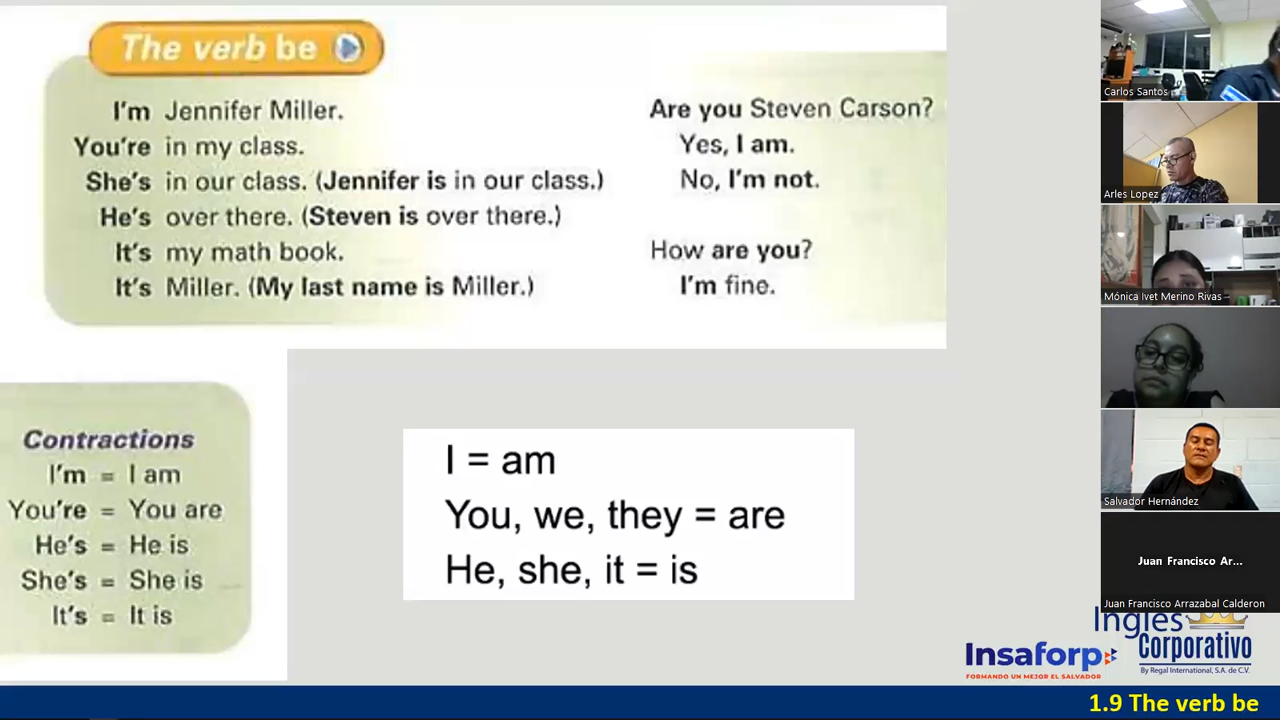 The verb be
I'm Jennifer Miller.
You're in my class.
She's in our class. (Jennifer is in our class.)
He's over there. (Steven is over there.)
It's my math book.
It's Miller. (My last name is Miller.)
Are you Steven Carson?
Yes, I am.
No, I'm not.
How are you?
I'm fine.
Contractions
I'm = I am
You're = You are
He's = He is
She's = She is
It's = It is
I = am
You, we, they = are
He, she, it = is
Carlos Santos
Arles Lopez
Mónica Ivet Merino Rivas
Salvador Hernández
Juan Francisco Ar...
Juan Francisco Arrazabal Calderon
Ingles
Corporativo
By Regal International, S.A. de C.V.
Insaforp
FORMANDO UN MEJOR EL SALVADOR
1.9 The verb be